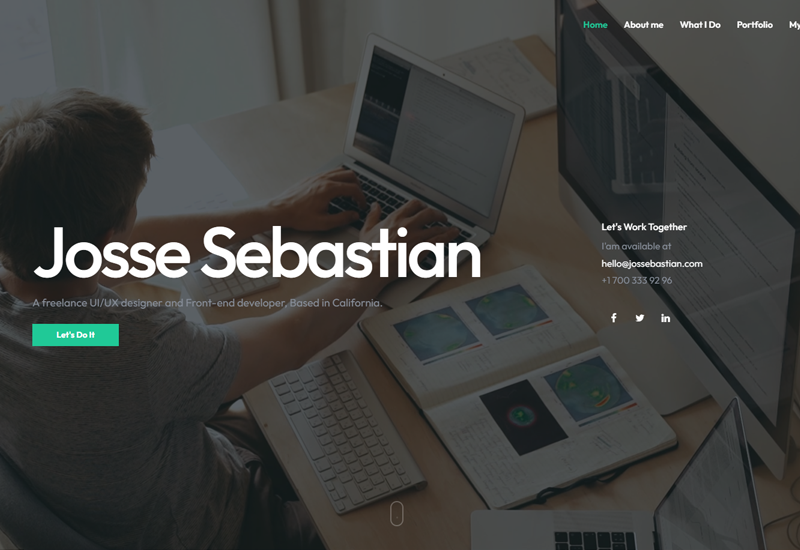 Home About me What I Do Portfolio My
Josse Sebastian
A freelance UI/UX designer and Front-end developer, Based in California.
Let's Do It
Let's Work Together
I'am available at
hello@jossebastian.com
+1 700 333 92 96